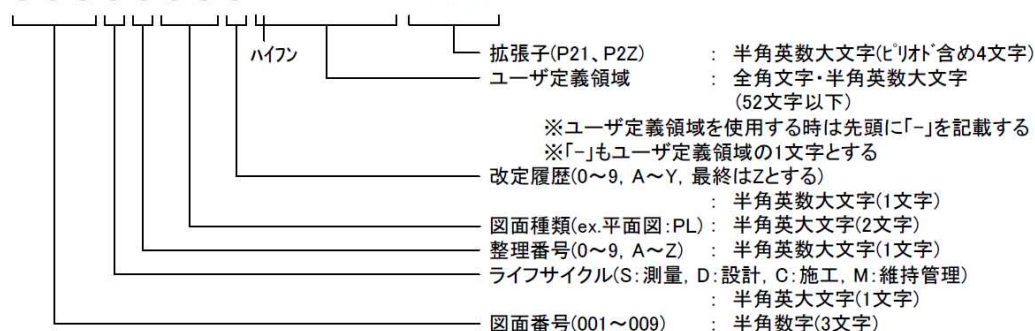 ハイフン
拡張子(P21、P2Z) : 半角英数大文字(ピリオド含め4文字)
ユーザ定義領域 : 全角文字・半角英数大文字
(52文字以下)
※ユーザ定義領域を使用する時は先頭に「-」を記載する
※「-」もユーザ定義領域の1文字とする
改定履歴(0~9, A~Y, 最終はZとする)
: 半角英数大文字(1文字)
図面種類(ex.平面図:PL) : 半角英大文字(2文字)
整理番号(0~9, A~Z) : 半角英数大文字(1文字)
ライフサイクル(S:測量, D:設計, C:施工, M:維持管理)
: 半角英大文字(1文字)
図面番号(001~009) : 半角数字(3文字)